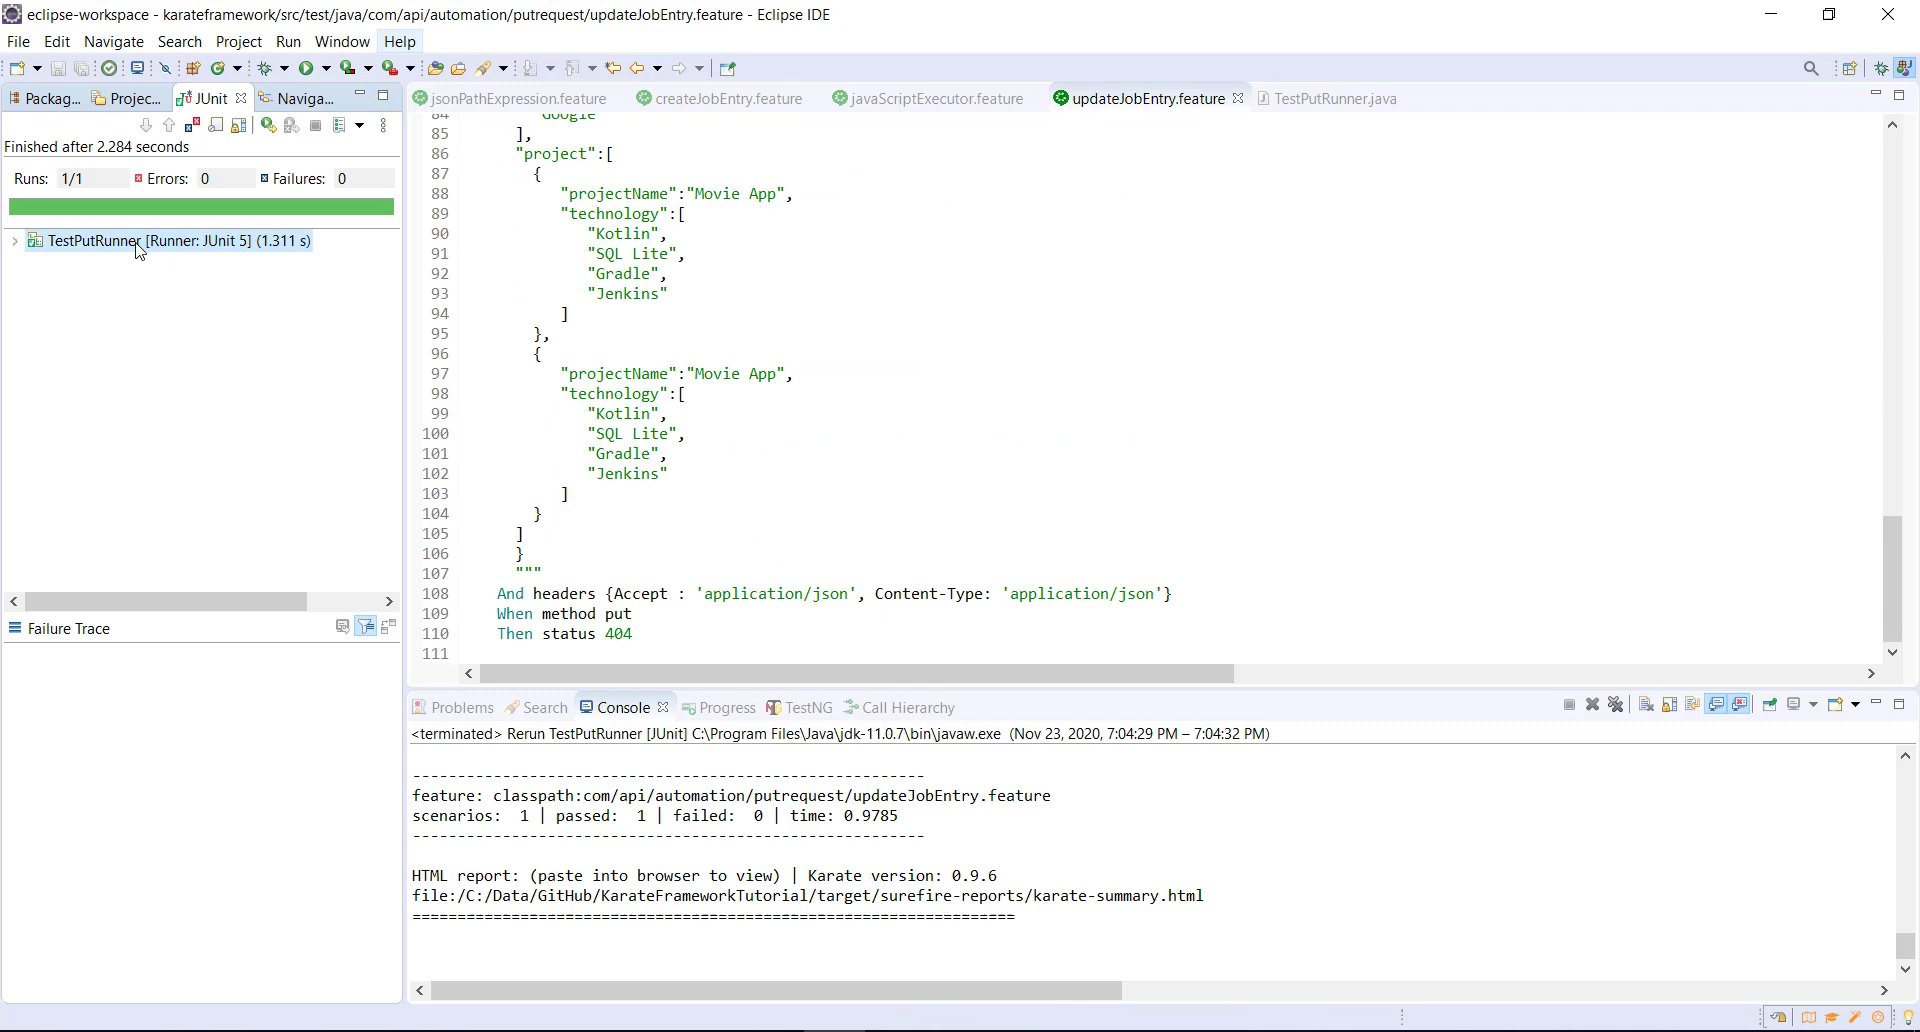 eclipse-workspace - karateframework/src/test/java/com/api/automation/putrequest/updateJobEntry.feature - Eclipse IDE
File Edit Navigate Search Project Run Window Help
Packag... Projec... JUnit Naviga...
Finished after 2.284 seconds
Runs: 1/1 Errors: 0 Failures: 0
TestPutRunner [Runner: JUnit 5] (1.311 s)
Failure Trace
jsonPathExpression.feature createJobEntry.feature javaScriptExecutor.feature updateJobEntry.feature TestPutRunner.java
84 "Google"
85 ],
86 "project":[
87 {
88 "projectName":"Movie App",
89 "technology":[
90 "Kotlin",
91 "SQL Lite",
92 "Gradle",
93 "Jenkins"
94 ]
95 },
96 {
97 "projectName":"Movie App",
98 "technology":[
99 "Kotlin",
100 "SQL Lite",
101 "Gradle",
102 "Jenkins"
103 ]
104 }
105 ]
106 }
107 """
108 And headers {Accept : 'application/json', Content-Type: 'application/json'}
109 When method put
110 Then status 404
111
Problems Search Console Progress TestNG Call Hierarchy
<terminated> Rerun TestPutRunner [JUnit] C:\Program Files\Java\jdk-11.0.7\bin\javaw.exe (Nov 23, 2020, 7:04:29 PM – 7:04:32 PM)
---------------------------------------------------------
feature: classpath:com/api/automation/putrequest/updateJobEntry.feature
scenarios: 1 | passed: 1 | failed: 0 | time: 0.9785
---------------------------------------------------------
HTML report: (paste into browser to view) | Karate version: 0.9.6
file:/C:/Data/GitHub/KarateFrameworkTutorial/target/surefire-reports/karate-summary.html
===================================================================